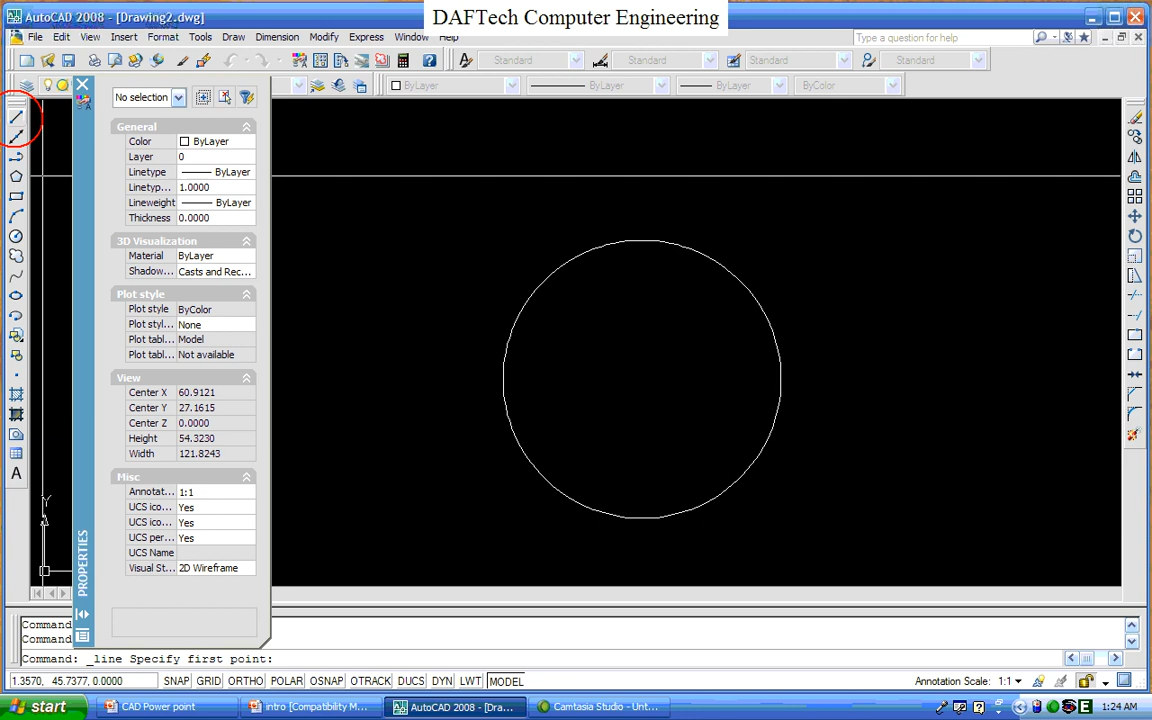 AutoCAD 2008 - [Drawing2.dwg]
DAFTech Computer Engineering
File Edit View Insert Format Tools Draw Dimension Modify Express Window Help
Type a question for help
Standard Standard Standard Standard
ByLayer ByLayer ByLayer ByColor
No selection
General
Color ByLayer
Layer 0
Linetype ByLayer
Linetyp... 1.0000
Lineweight ByLayer
Thickness 0.0000
3D Visualization
Material ByLayer
Shadow... Casts and Rec...
Plot style
Plot style ByColor
Plot styl... None
Plot tabl... Model
Plot tabl... Not available
View
Center X 60.9121
Center Y 27.1615
Center Z 0.0000
Height 54.3230
Width 121.8243
Misc
Annotat... 1:1
UCS ico... Yes
UCS ico... Yes
UCS per... Yes
UCS Name
Visual St... 2D Wireframe
PROPERTIES
Y
A
Command
Command
Command: _line Specify first point:
1.3570, 45.7377, 0.0000 SNAP GRID ORTHO POLAR OSNAP OTRACK DUCS DYN LWT MODEL
Annotation Scale: 1:1
start CAD Power point intro [Compatibility M... AutoCAD 2008 - [Dra... Camtasia Studio - Unt... E 1:24 AM